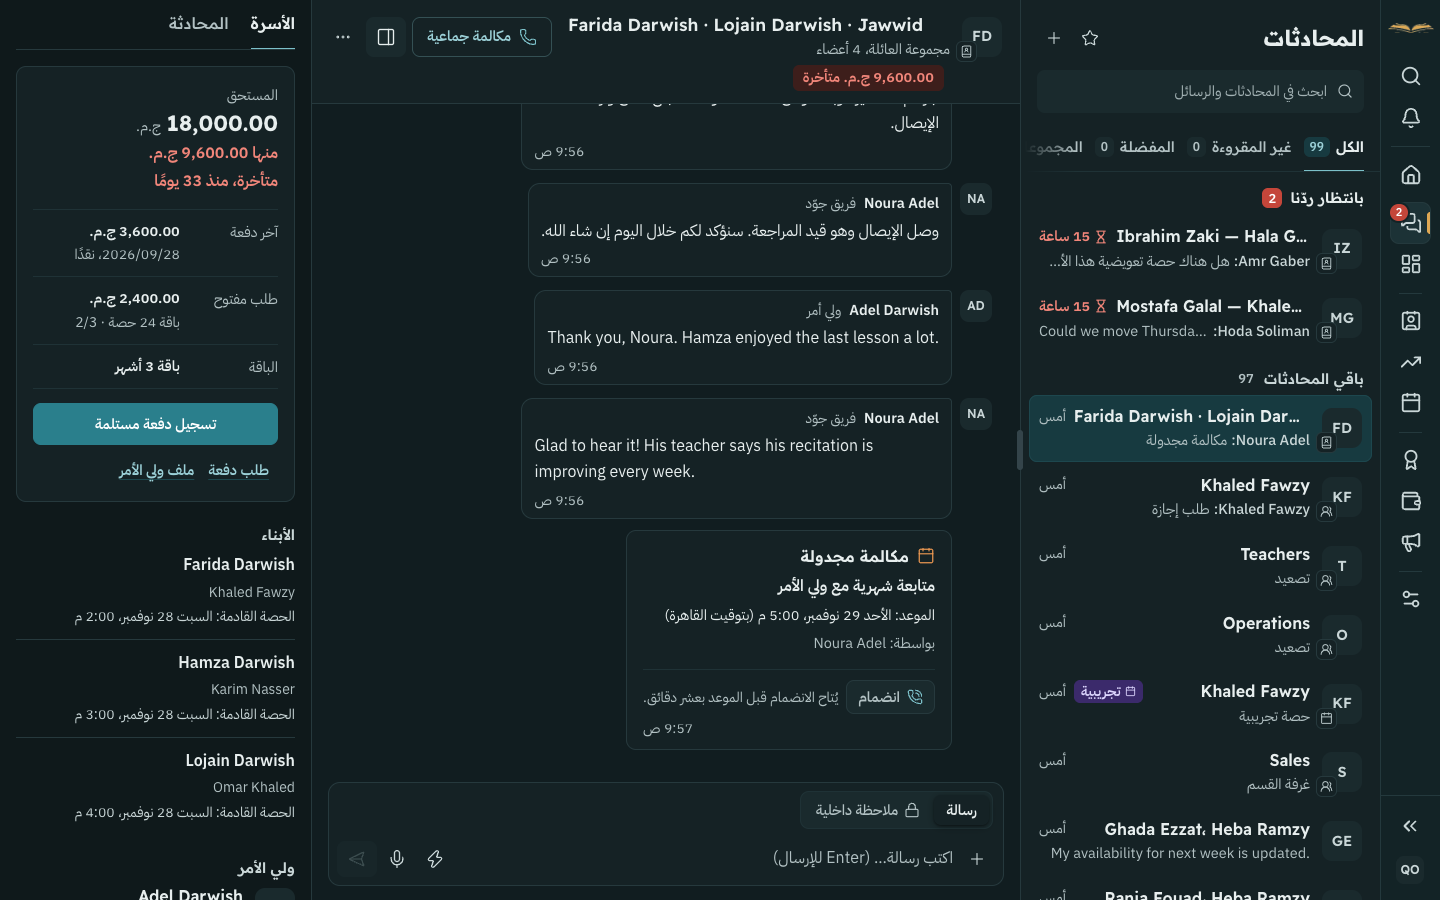 المحادثات
ابحث في المحادثات والرسائل
الكل 99
غير المقروءة 0
المفضلة 0
بانتظار ردّنا 2
2
IZ
Ibrahim Zaki — Hala G...
15 ساعة
Amr Gaber: هل هناك حصة تعويضية هذا الأ...
MG
Mostafa Galal — Khale...
15 ساعة
Hoda Soliman: Could we move Thursda...
باقي المحادثات 97
FD
Farida Darwish · Lojain Dar...
أمس
Noura Adel: مكالمة مجدولة
KF
Khaled Fawzy
أمس
Khaled Fawzy: طلب إجازة
T
Teachers
أمس
تصعيد
O
Operations
أمس
تصعيد
KF
Khaled Fawzy
تجريبية
أمس
حصة تجريبية
S
Sales
أمس
غرفة القسم
GE
Ghada Ezzat، Heba Ramzy
أمس
My availability for next week is updated.
Rania Fouad، Heba Ramzy
أمس
QO
FD
Farida Darwish · Lojain Darwish · Jawwid
مجموعة العائلة، 4 أعضاء
9,600.00 ج.م. متأخرة
مكالمة جماعية
الإيصال.
9:56 ص
NA
Noura Adel فريق جوّد
وصل الإيصال وهو قيد المراجعة. سنؤكد لكم خلال اليوم إن شاء الله.
9:56 ص
AD
Adel Darwish ولي أمر
Thank you, Noura. Hamza enjoyed the last lesson a lot.
9:56 ص
NA
Noura Adel فريق جوّد
Glad to hear it! His teacher says his recitation is
improving every week.
9:56 ص
مكالمة مجدولة
متابعة شهرية مع ولي الأمر
الموعد: الأحد 29 نوفمبر، 5:00 م (بتوقيت القاهرة)
بواسطة: Noura Adel
انضمام
يُتاح الانضمام قبل الموعد بعشر دقائق.
9:57 ص
رسالة
ملاحظة داخلية
اكتب رسالة... (Enter للإرسال)
الأسرة
المحادثة
المستحق
18,000.00 ج.م.
منها 9,600.00 ج.م.
متأخرة، منذ 33 يومًا
آخر دفعة
3,600.00 ج.م.
2026/09/28، نقدًا
طلب مفتوح
2,400.00 ج.م.
باقة 24 حصة · 2/3
الباقة
باقة 3 أشهر
تسجيل دفعة مستلمة
طلب دفعة
ملف ولي الأمر
الأبناء
Farida Darwish
Khaled Fawzy
الحصة القادمة: السبت 28 نوفمبر، 2:00 م
Hamza Darwish
Karim Nasser
الحصة القادمة: السبت 28 نوفمبر، 3:00 م
Lojain Darwish
Omar Khaled
الحصة القادمة: السبت 28 نوفمبر، 4:00 م
ولي الأمر
Adel Darwish